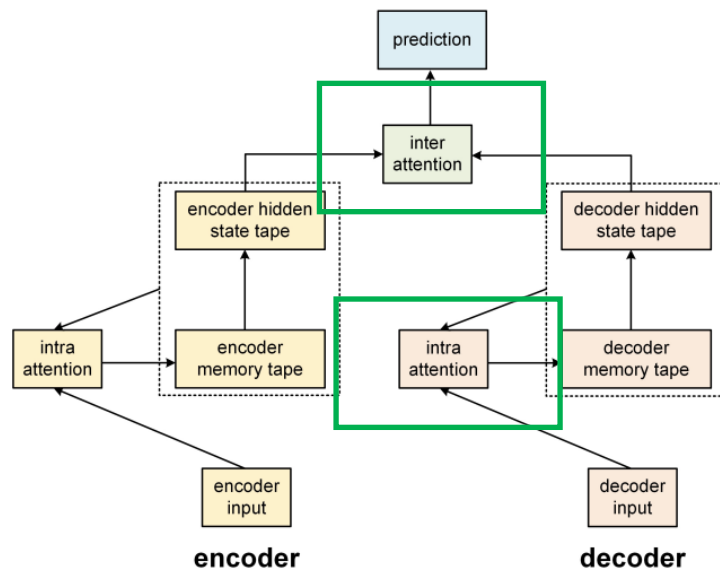 prediction
inter
attention
encoder hidden
state tape
decoder hidden
state tape
intra
attention
encoder
memory tape
intra
attention
decoder
memory tape
encoder
input
decoder
input
encoder
decoder